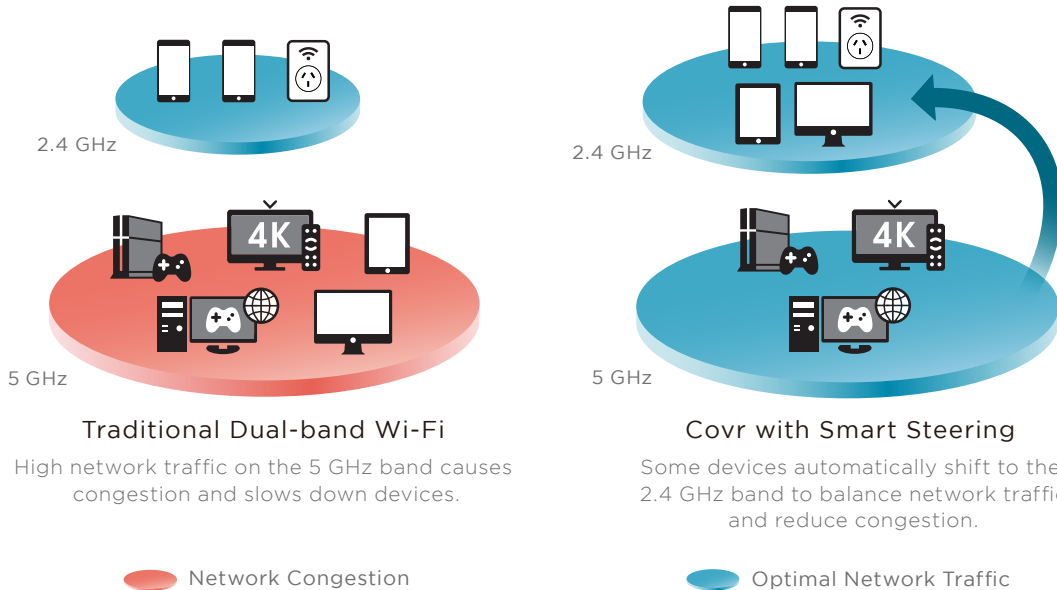 2.4 GHz
4K
5 GHz
Traditional Dual-band Wi-Fi
High network traffic on the 5 GHz band causes
congestion and slows down devices.
Network Congestion
2.4 GHz
4K
5 GHz
Covr with Smart Steering
Some devices automatically shift to the
2.4 GHz band to balance network traffic
and reduce congestion.
Optimal Network Traffic